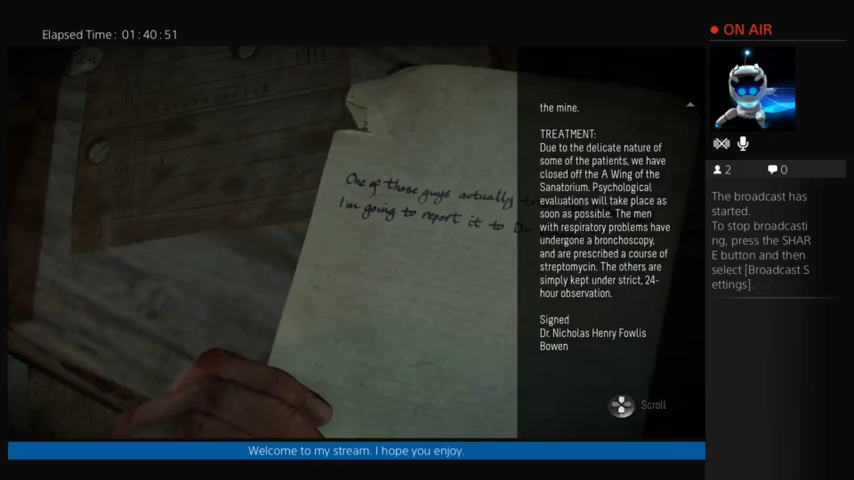 Elapsed Time : 01:40:51
ON AIR
the mine.
TREATMENT:
Due to the delicate nature of
some of the patients, we have
closed off the A Wing of the
Sanatorium. Psychological
evaluations will take place as
soon as possible. The men
with respiratory problems have
undergone a bronchoscopy,
and are prescribed a course of
streptomycin. The others are
simply kept under strict, 24-
hour observation.
Signed
Dr. Nicholas Henry Fowlis
Bowen
One of those guys actually
I'm going to report it to Dr
Scroll
2
0
The broadcast has
started.
To stop broadcasti
ng, press the SHAR
E button and then
select [Broadcast S
ettings].
Welcome to my stream. I hope you enjoy.